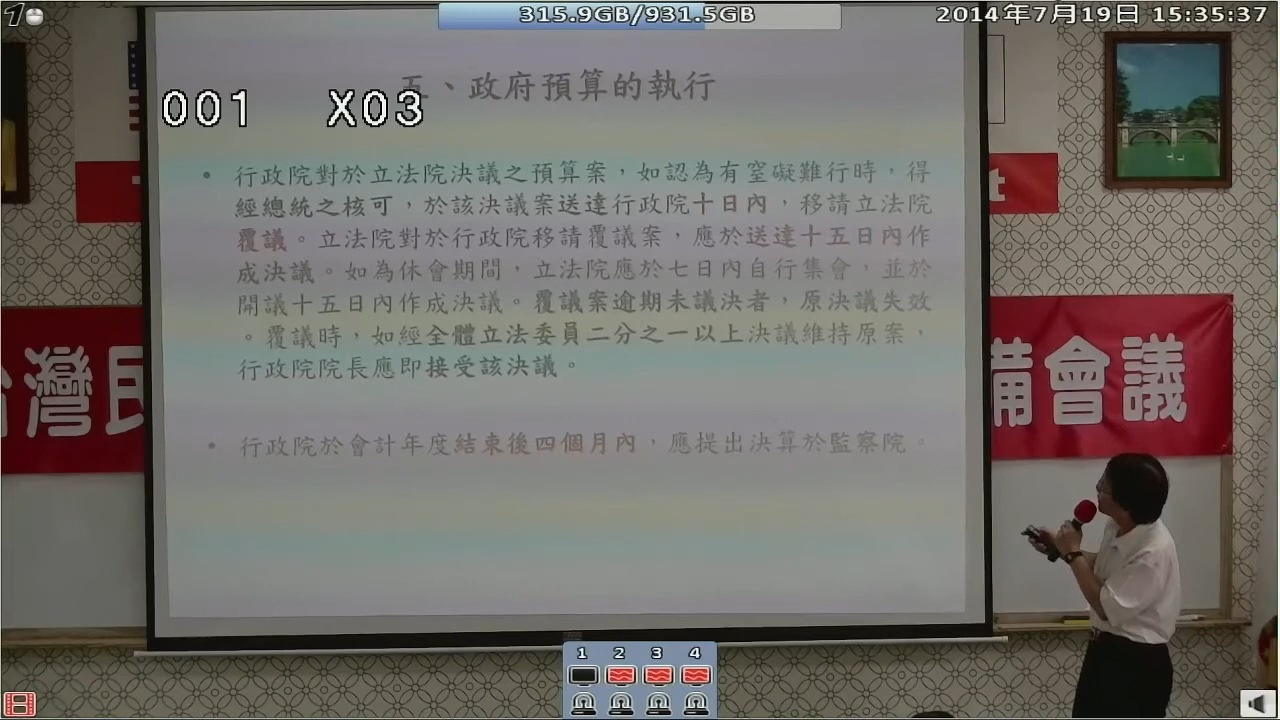 315.9GB/931.5GB
2014年7月19日 15:35:37
001 X03
五、政府預算的執行
• 行政院對於立法院決議之預算案，如認為有窒礙難行時，得
經總統之核可，於該決議案送達行政院十日內，移請立法院
覆議。立法院對於行政院移請覆議案，應於送達十五日內作
成決議。如為休會期間，立法院應於七日內自行集會，並於
開議十五日內作成決議。覆議案逾期未議決者，原決議失效
。覆議時，如經全體立法委員二分之一以上決議維持原案，
行政院院長應即接受該決議。
• 行政院於會計年度結束後四個月內，應提出決算於監察院。
t
台灣民
備會議
1 2 3 4